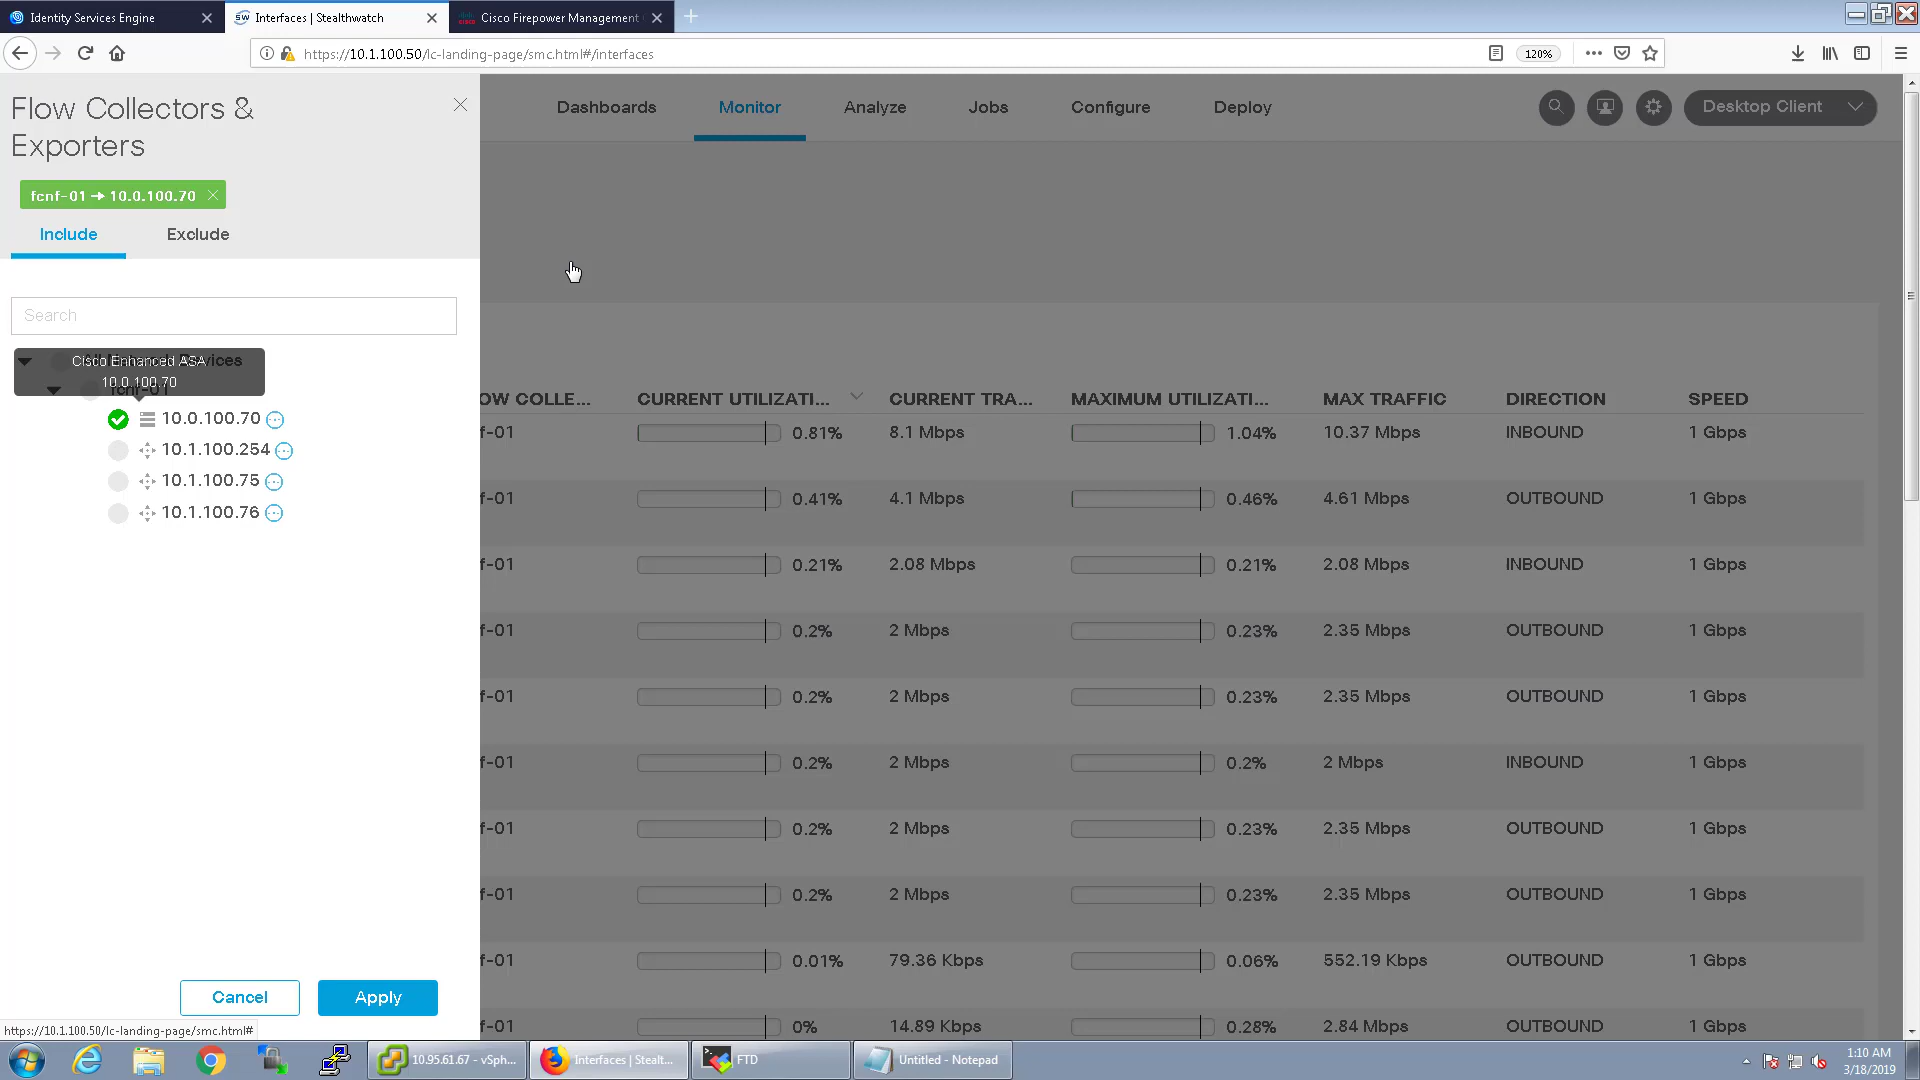 Identity Services Engine
Interfaces | Stealthwatch
Cisco Firepower Management
https://10.1.100.50/lc-landing-page/smc.html#/interfaces
120%
Flow Collectors &
Exporters
fcnf-01 → 10.0.100.70
Include
Exclude
Search
Cisco Enhanced ASA
10.0.100.70
fcnf-01
10.0.100.70
10.1.100.254
10.1.100.75
10.1.100.76
Cancel
Apply
https://10.1.100.50/lc-landing-page/smc.html#
Dashboards
Monitor
Analyze
Jobs
Configure
Deploy
Desktop Client
OW COLLE... CURRENT UTILIZATI... CURRENT TRA... MAXIMUM UTILIZATI... MAX TRAFFIC DIRECTION SPEED
f-01 0.81% 8.1 Mbps 1.04% 10.37 Mbps INBOUND 1 Gbps
f-01 0.41% 4.1 Mbps 0.46% 4.61 Mbps OUTBOUND 1 Gbps
f-01 0.21% 2.08 Mbps 0.21% 2.08 Mbps INBOUND 1 Gbps
f-01 0.2% 2 Mbps 0.23% 2.35 Mbps OUTBOUND 1 Gbps
f-01 0.2% 2 Mbps 0.23% 2.35 Mbps OUTBOUND 1 Gbps
f-01 0.2% 2 Mbps 0.2% 2 Mbps INBOUND 1 Gbps
f-01 0.2% 2 Mbps 0.23% 2.35 Mbps OUTBOUND 1 Gbps
f-01 0.2% 2 Mbps 0.23% 2.35 Mbps OUTBOUND 1 Gbps
f-01 0.01% 79.36 Kbps 0.06% 552.19 Kbps OUTBOUND 1 Gbps
f-01 0% 14.89 Kbps 0.28% 2.84 Mbps OUTBOUND 1 Gbps
10.95.61.67 - vSph...
Interfaces | Stealt...
FTD
Untitled - Notepad
1:10 AM
3/18/2019